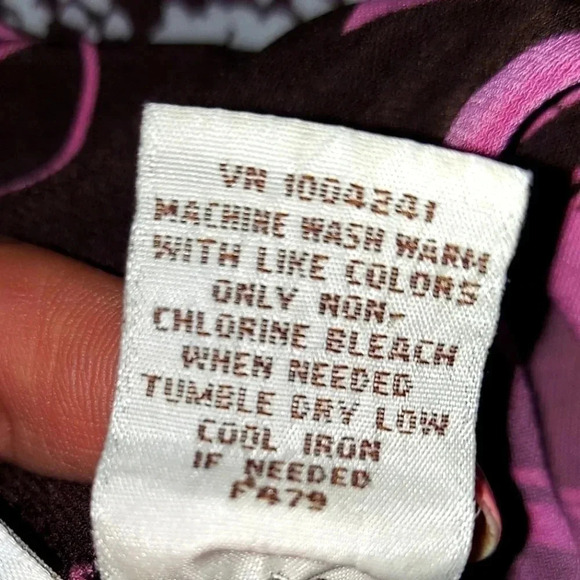 VN 1004241
MACHINE WASH WARM
WITH LIKE COLORS
ONLY NON-
CHLORINE BLEACH
WHEN NEEDED
TUMBLE DRY LOW
COOL IRON
IF NEEDED
F479